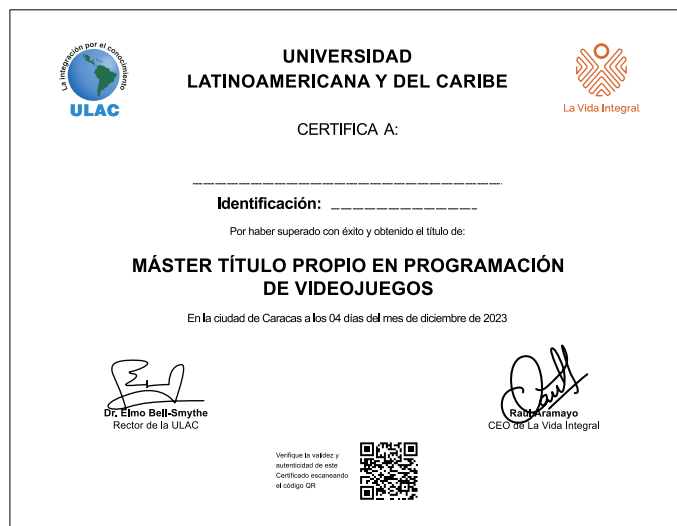 La integración por el conocimiento
ULAC
UNIVERSIDAD
LATINOAMERICANA Y DEL CARIBE
La Vida Integral
CERTIFICA A:
Identificación:
Por haber superado con éxito y obtenido el título de:
MÁSTER TÍTULO PROPIO EN PROGRAMACIÓN
DE VIDEOJUEGOS
En la ciudad de Caracas a los 04 días del mes de diciembre de 2023
Dr. Elmo Bell-Smythe
Rector de la ULAC
Raúl Aramayo
CEO de La Vida Integral
Verifique la validez y
autenticidad de este
Certificado escaneando
el código QR